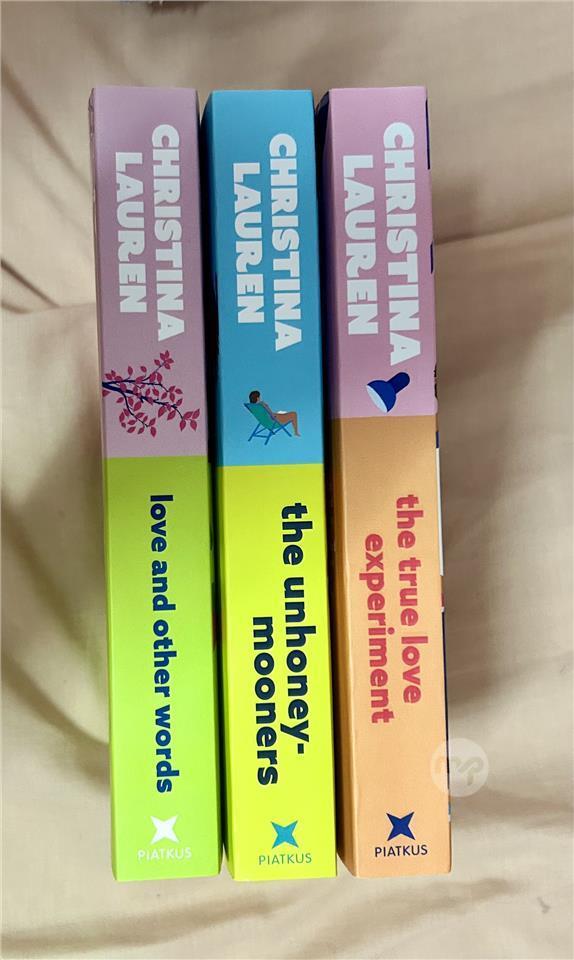 CHRISTINA
LAUREN
love and other words
PIATKUS
CHRISTINA
LAUREN
the unhoney-
mooners
PIATKUS
CHRISTINA
LAUREN
the true love
experiment
PIATKUS